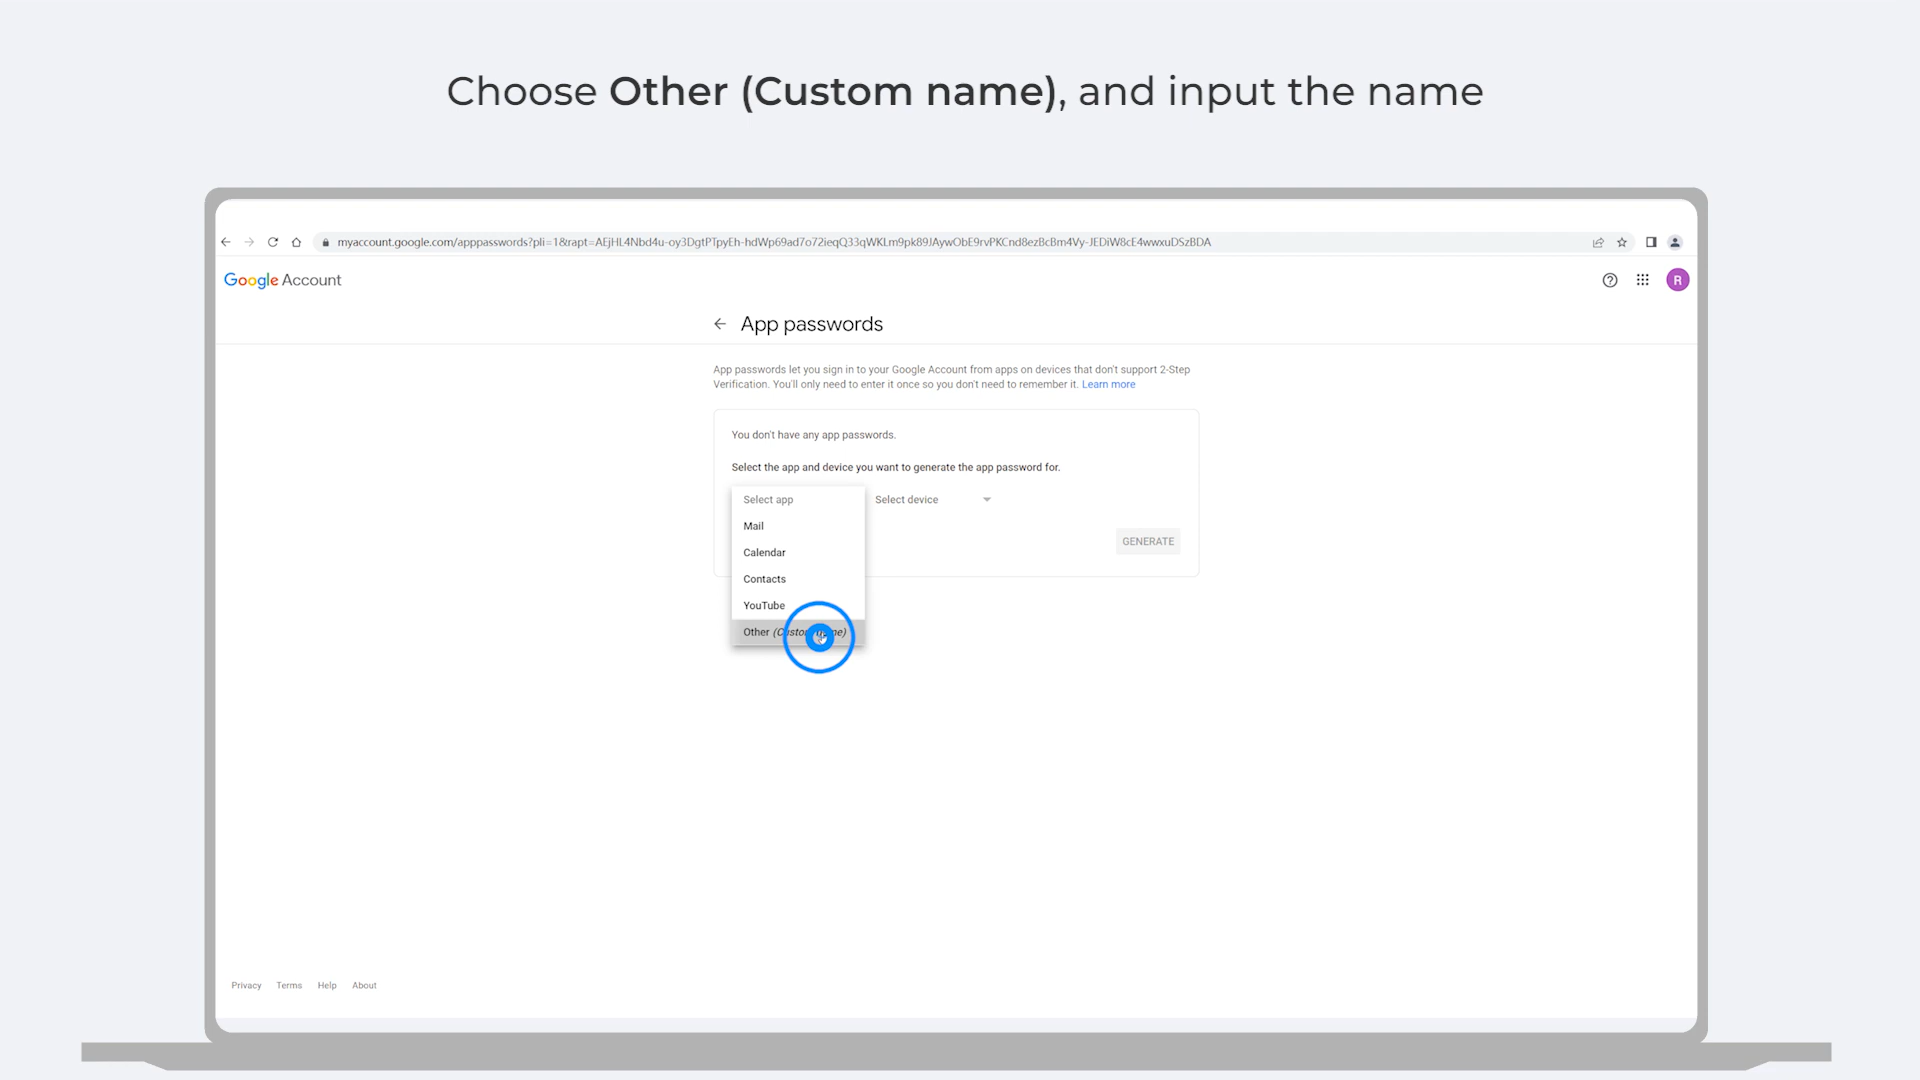 Choose Other (Custom name), and input the name
myaccount.google.com/apppasswords?pli=1&rapt=AEjHL4Nbd4u-oy3DgtPTpyEh-hdWp69ad7o72ieqQ33qWKLm9pk89JAywObE9rvPKCnd8ezBcBm4Vy-JEDiW8cE4wwxuDSzBDA
Google Account
R
App passwords
App passwords let you sign in to your Google Account from apps on devices that don't support 2-Step
Verification. You'll only need to enter it once so you don't need to remember it. Learn more
You don't have any app passwords.
Select the app and device you want to generate the app password for.
Select app
Select device
Mail
GENERATE
Calendar
Contacts
YouTube
Other (Custom name)
Privacy Terms Help About